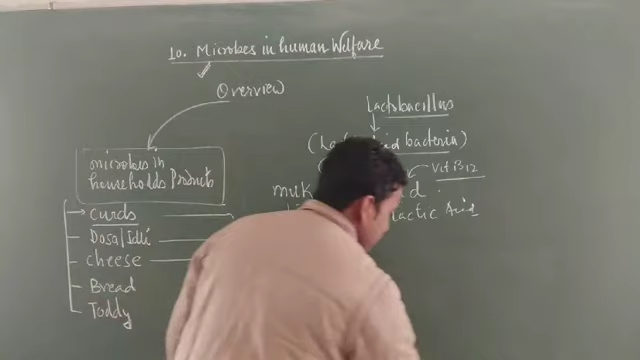 10. Microbes in human Welfare
Overview
microbes in
households Products
curds
Dosa/Idli
cheese
Bread
Toddy
Lactobacillus
bacteria)
Vit B12
Lactic Acid